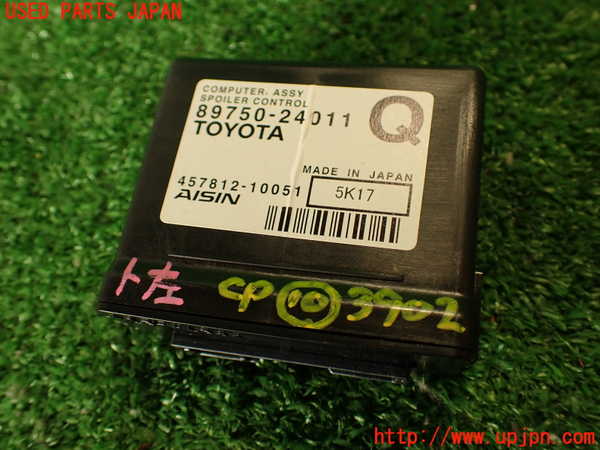 USED PARTS JAPAN
COMPUTER, ASSY
SPOILER CONTROL
89750-24011
TOYOTA
Q
MADE IN JAPAN
457812-10051
5K17
AISIN
ト左 CP ⑩ 3902
http://www.upjpn.com/